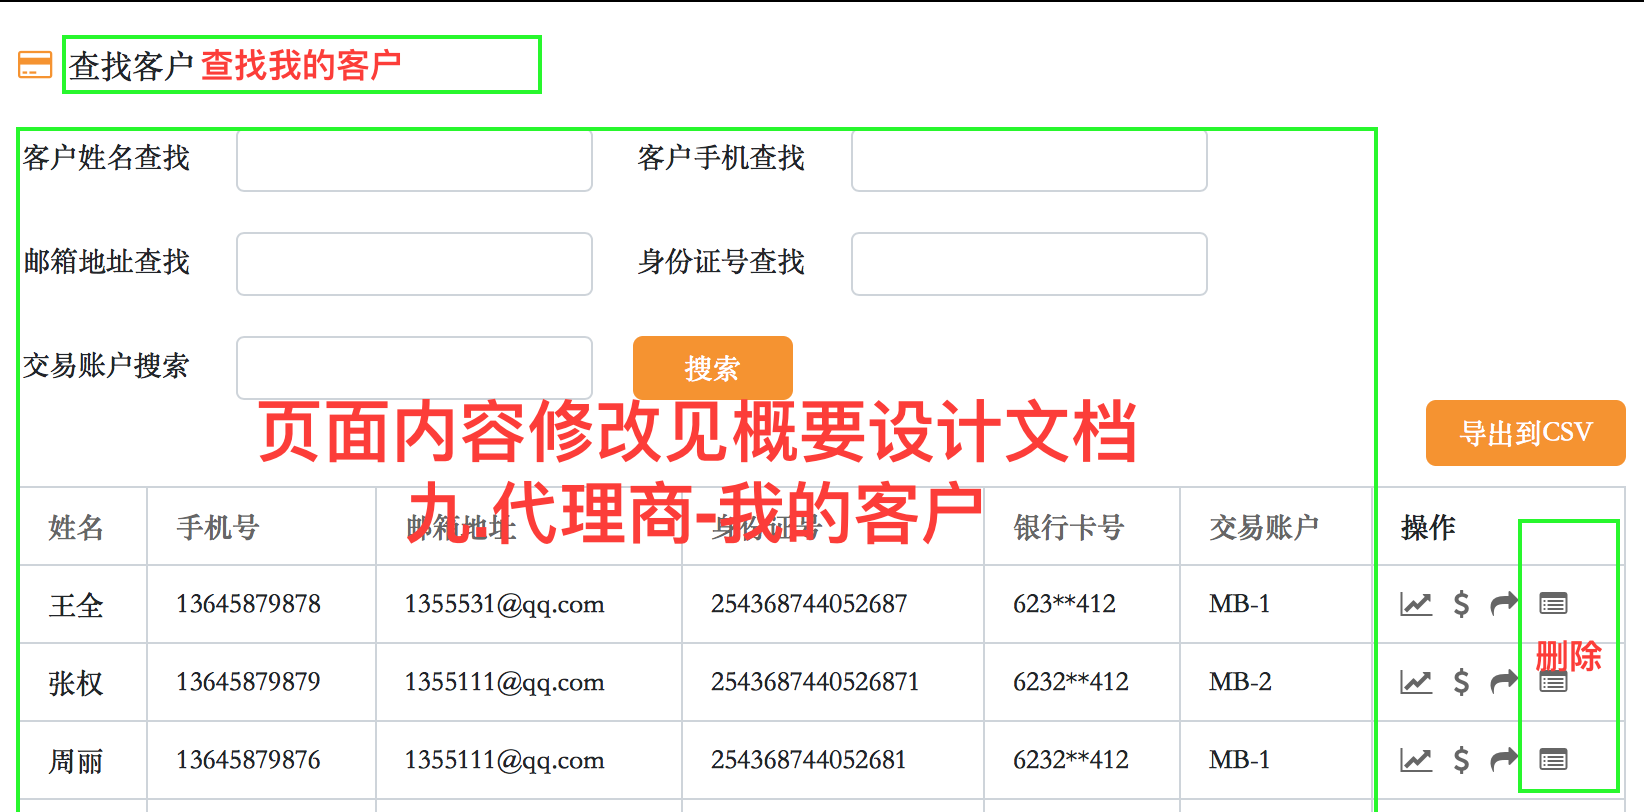 查找客户 查找我的客户
客户姓名查找 客户手机查找
邮箱地址查找 身份证号查找
交易账户搜索 搜索
页面内容修改见概要设计文档
导出到CSV
九.代理商-我的客户
姓名 手机号 邮箱地址 身份证号 银行卡号 交易账户 操作
王全 13645879878 1355531@qq.com 254368744052687 623**412 MB-1
删除
张权 13645879879 1355111@qq.com 2543687440526871 6232**412 MB-2
周丽 13645879876 1355111@qq.com 254368744052681 6232**412 MB-1